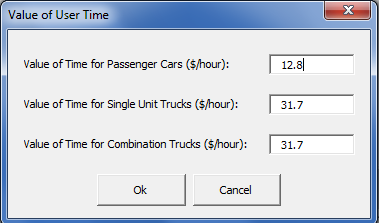 Value of User Time
Value of Time for Passenger Cars ($/hour): 12.8
Value of Time for Single Unit Trucks ($/hour): 31.7
Value of Time for Combination Trucks ($/hour): 31.7
Ok Cancel